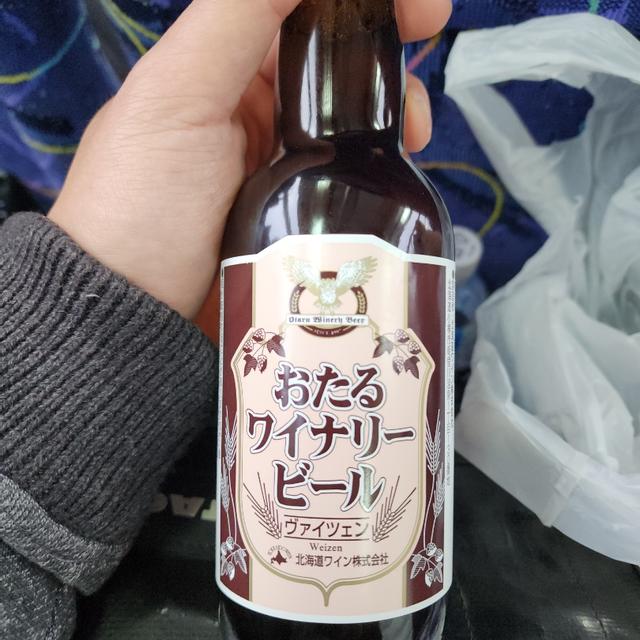 Otaru Winery Beer
おたる
ワイナリー
ビール
ヴァイツェン
Weizen
北海道ワイン株式会社